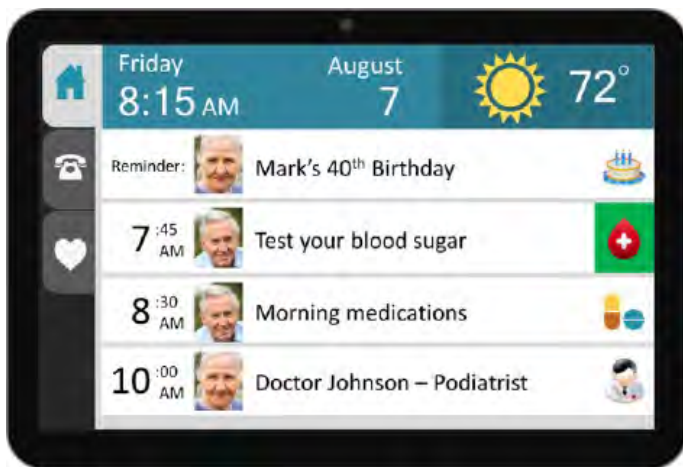 Friday August
8:15 AM 7 72°
Reminder: Mark's 40th Birthday
7 :45 AM Test your blood sugar
8 :30 AM Morning medications
10 :00 AM Doctor Johnson – Podiatrist